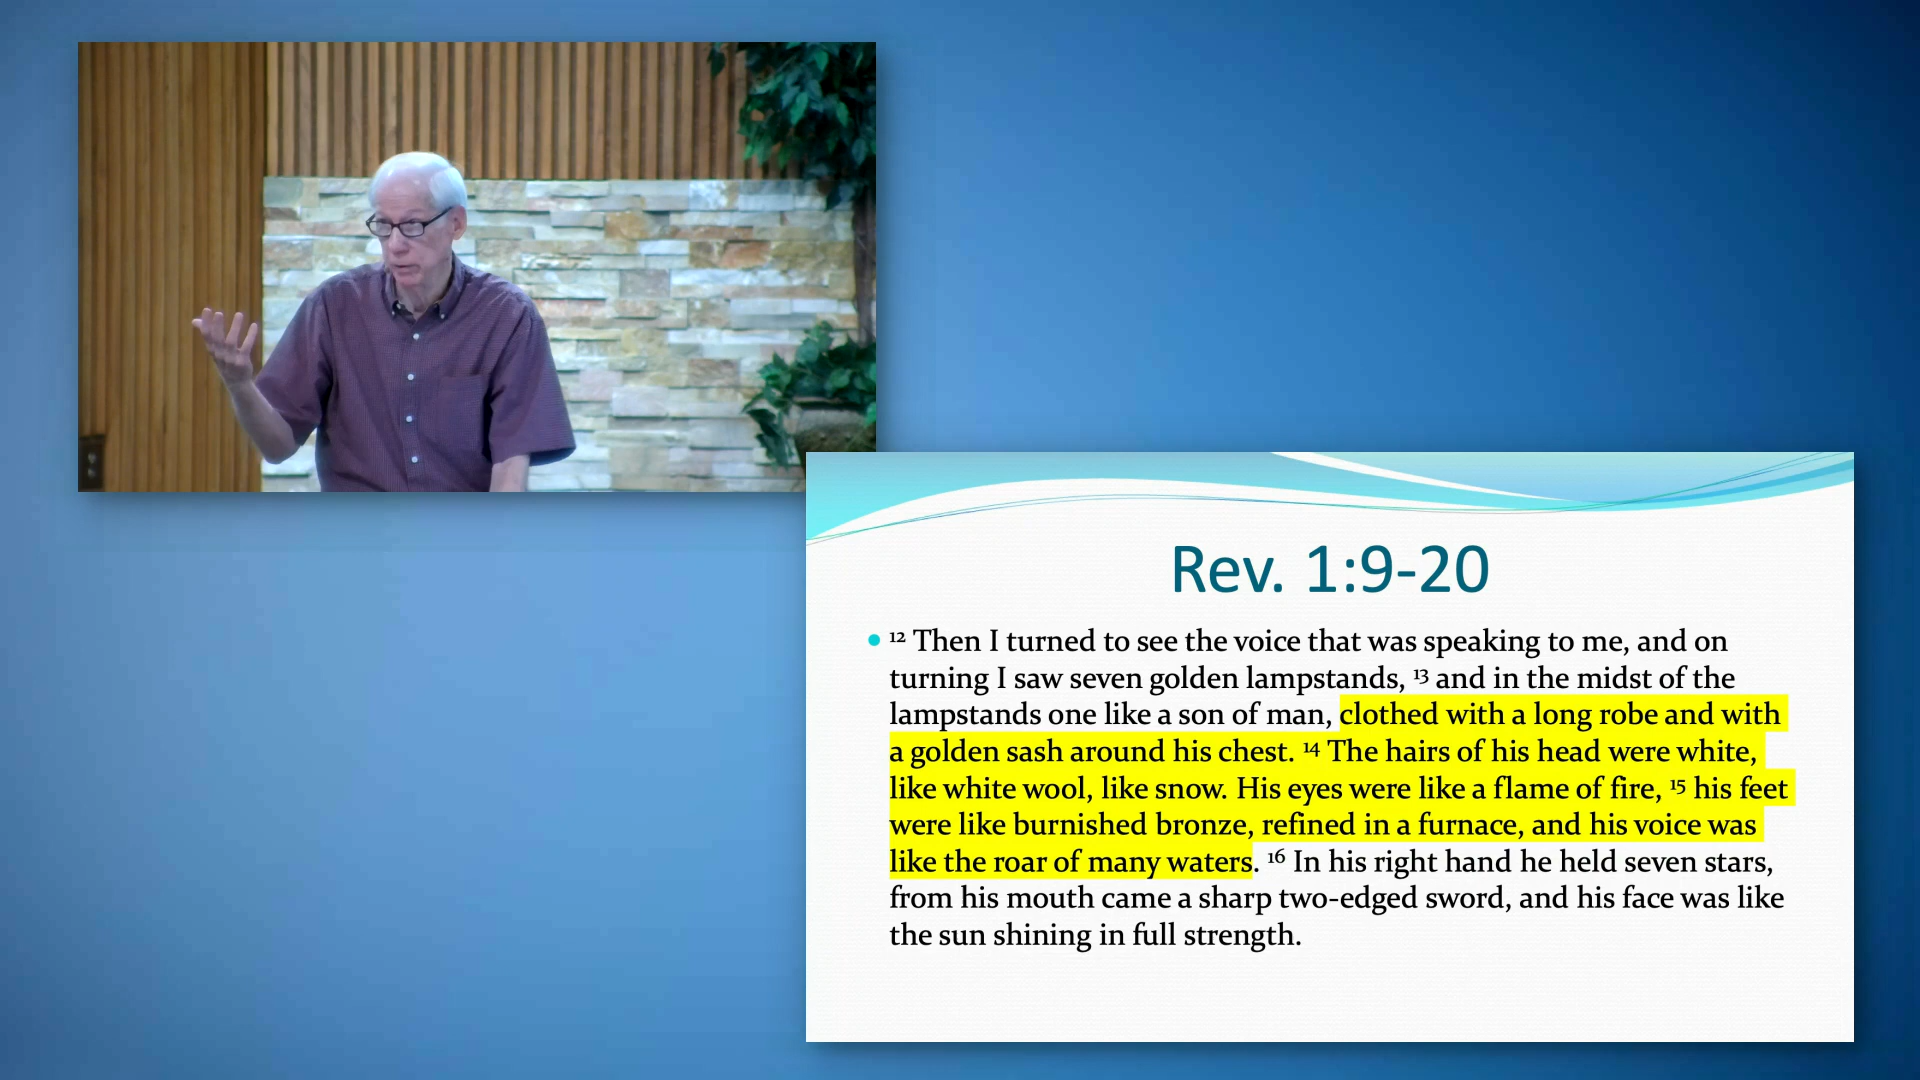 Rev. 1:9-20
• ¹² Then I turned to see the voice that was speaking to me, and on
turning I saw seven golden lampstands, ¹³ and in the midst of the
lampstands one like a son of man, clothed with a long robe and with
a golden sash around his chest. ¹⁴ The hairs of his head were white,
like white wool, like snow. His eyes were like a flame of fire, ¹⁵ his feet
were like burnished bronze, refined in a furnace, and his voice was
like the roar of many waters. ¹⁶ In his right hand he held seven stars,
from his mouth came a sharp two-edged sword, and his face was like
the sun shining in full strength.